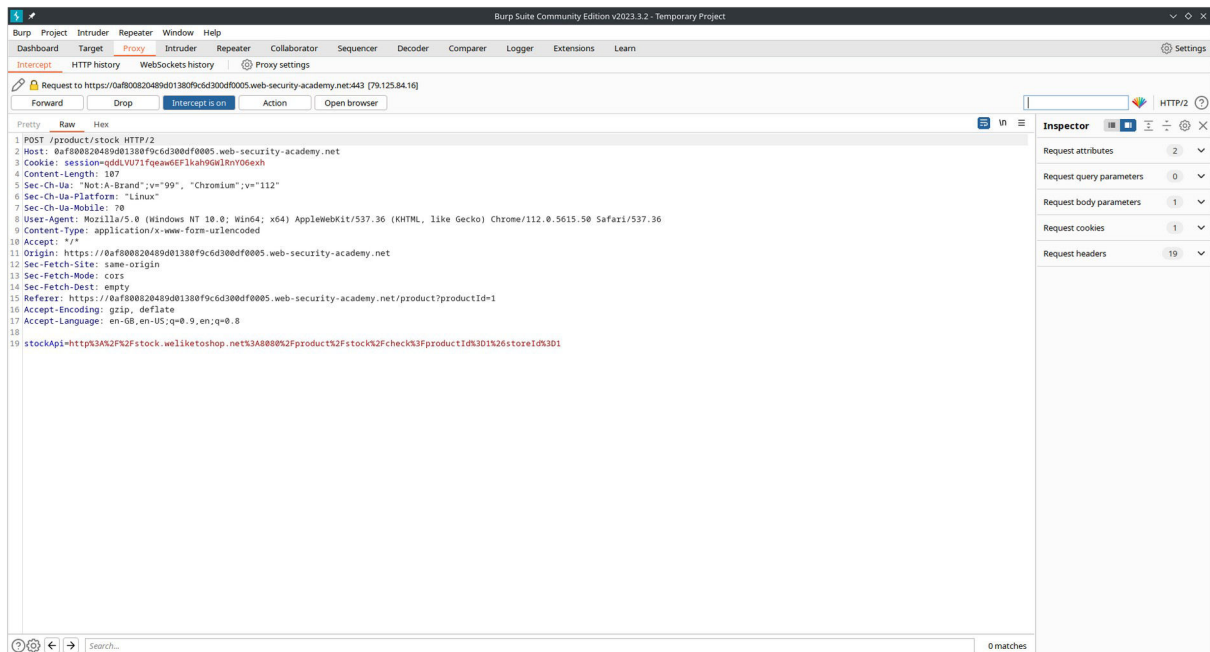 Burp Suite Community Edition v2023.3.2 - Temporary Project
Burp Project Intruder Repeater Window Help
Dashboard Target Proxy Intruder Repeater Collaborator Sequencer Decoder Comparer Logger Extensions Learn Settings
Intercept HTTP history WebSockets history Proxy settings
Request to https://0af800820489d01380f9c6d300df0005.web-security-academy.net:443 [79.125.84.16]
Forward Drop Intercept is on Action Open browser HTTP/2 ?
Pretty Raw Hex \n
Inspector
1 POST /product/stock HTTP/2
2 Host: 0af800820489d01380f9c6d300df0005.web-security-academy.net
3 Cookie: session=qddLVU71fqeaw6EFlkah9GWlRnYO6exh
4 Content-Length: 107
5 Sec-Ch-Ua: "Not:A-Brand";v="99", "Chromium";v="112"
6 Sec-Ch-Ua-Platform: "Linux"
7 Sec-Ch-Ua-Mobile: ?0
8 User-Agent: Mozilla/5.0 (Windows NT 10.0; Win64; x64) AppleWebKit/537.36 (KHTML, like Gecko) Chrome/112.0.5615.50 Safari/537.36
9 Content-Type: application/x-www-form-urlencoded
10 Accept: */*
11 Origin: https://0af800820489d01380f9c6d300df0005.web-security-academy.net
12 Sec-Fetch-Site: same-origin
13 Sec-Fetch-Mode: cors
14 Sec-Fetch-Dest: empty
15 Referer: https://0af800820489d01380f9c6d300df0005.web-security-academy.net/product?productId=1
16 Accept-Encoding: gzip, deflate
17 Accept-Language: en-GB,en-US;q=0.9,en;q=0.8
18
19 stockApi=http%3A%2F%2Fstock.weliketoshop.net%3A8080%2Fproduct%2Fstock%2Fcheck%3FproductId%3D1%26storeId%3D1
Request attributes 2
Request query parameters 0
Request body parameters 1
Request cookies 1
Request headers 19
? Search... 0 matches